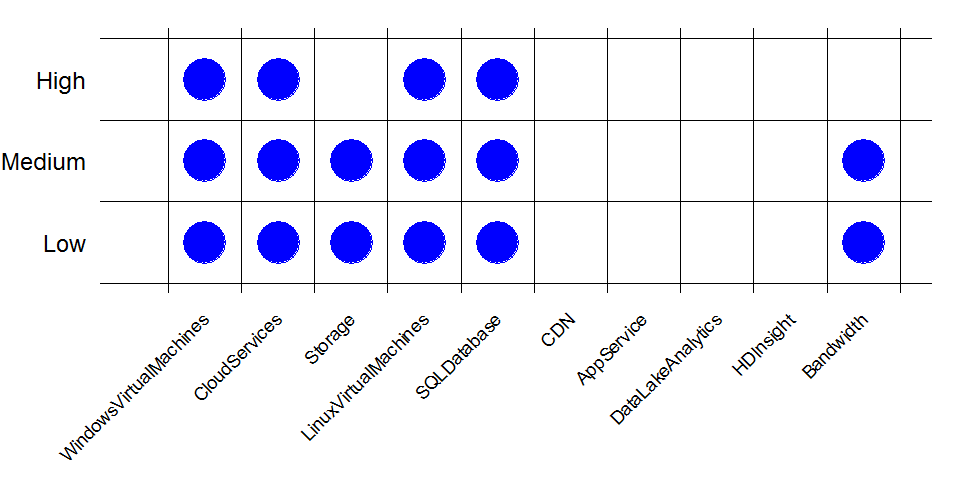 High
Medium
Low
WindowsVirtualMachines
CloudServices
Storage
LinuxVirtualMachines
SQLDatabase
CDN
AppService
DataLakeAnalytics
HDInsight
Bandwidth